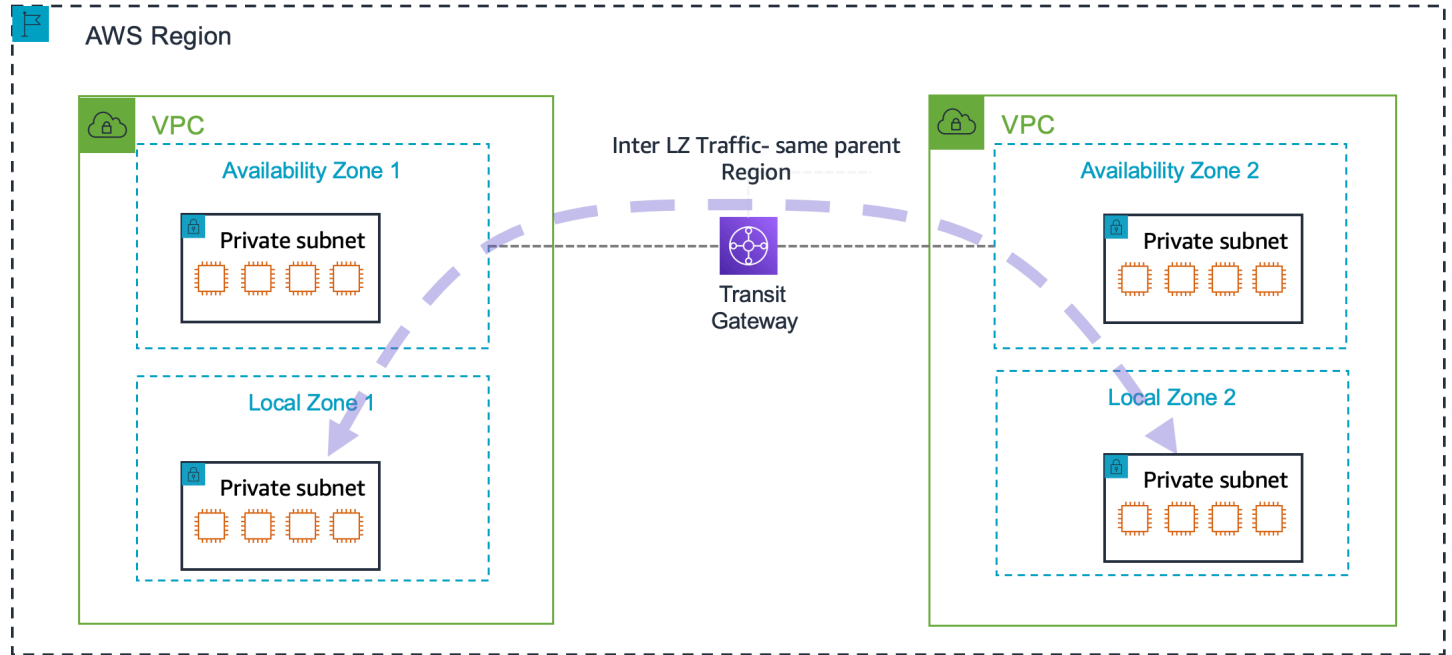 AWS Region
VPC
Availability Zone 1
Private subnet
Local Zone 1
Private subnet
Inter LZ Traffic- same parent
Region
Transit
Gateway
VPC
Availability Zone 2
Private subnet
Local Zone 2
Private subnet